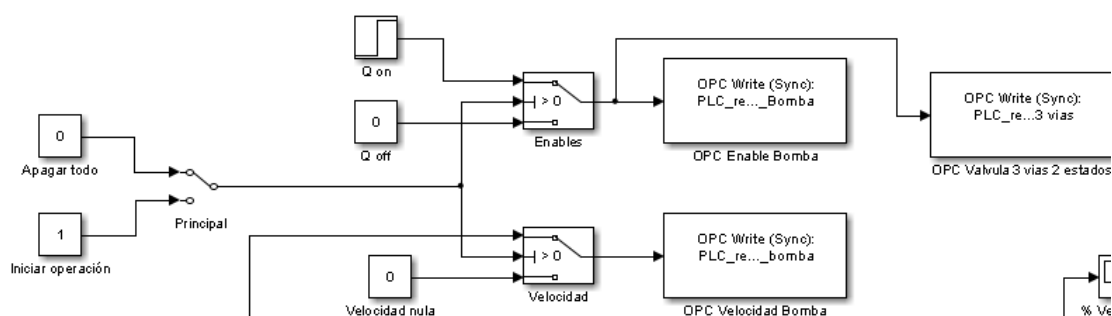 Q on
OPC Write (Sync):
PLC_re..._Bomba
OPC Enable Bomba
OPC Write (Sync):
PLC_re...3 vias
OPC Valvula 3 vias 2 estados
> 0
Enables
0
Q off
0
Apagar todo
Principal
1
Iniciar operación
OPC Write (Sync):
PLC_re..._bomba
OPC Velocidad Bomba
> 0
Velocidad
0
Velocidad nula